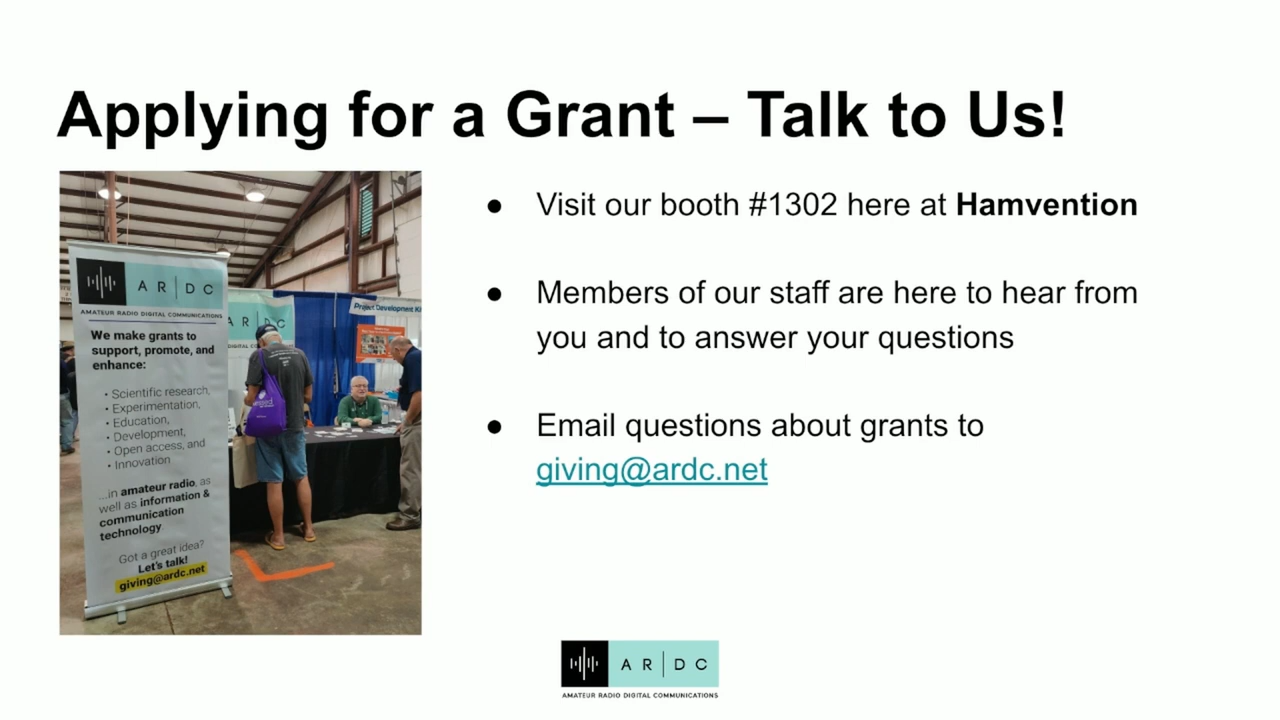 Applying for a Grant – Talk to Us!
● Visit our booth #1302 here at Hamvention
● Members of our staff are here to hear from
you and to answer your questions
● Email questions about grants to
giving@ardc.net
AR|DC
AMATEUR RADIO DIGITAL COMMUNICATIONS
We make grants to
support, promote, and
enhance:
• Scientific research,
• Experimentation,
• Education,
• Development,
• Open access, and
• Innovation
...in amateur radio, as
well as information &
communication
technology.
Got a great idea?
Let's talk!
giving@ardc.net
Project Development
AR|DC
AMATEUR RADIO DIGITAL COMMUNICATIONS